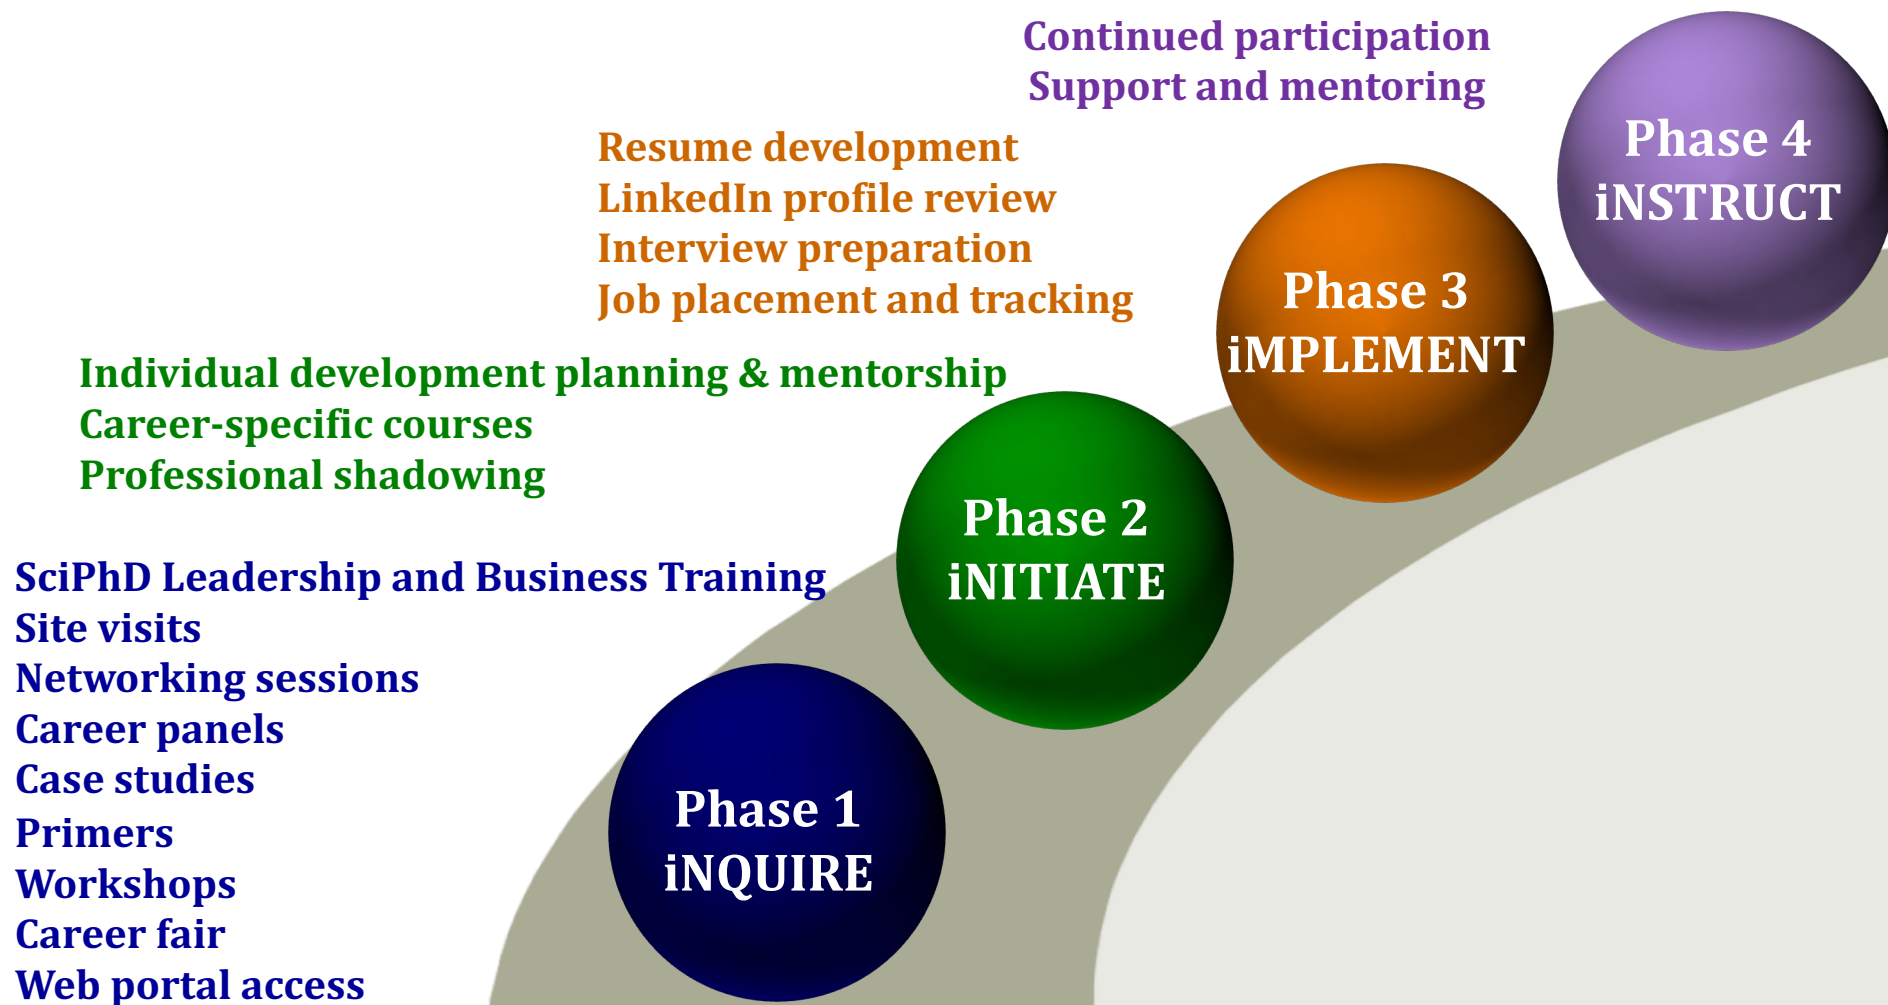 Continued participation
Support and mentoring
Phase 4
iNSTRUCT
Resume development
LinkedIn profile review
Interview preparation
Job placement and tracking
Phase 3
iMPLEMENT
Individual development planning & mentorship
Career-specific courses
Professional shadowing
Phase 2
iNITIATE
SciPhD Leadership and Business Training
Site visits
Networking sessions
Career panels
Case studies
Primers
Workshops
Career fair
Web portal access
Phase 1
iNQUIRE